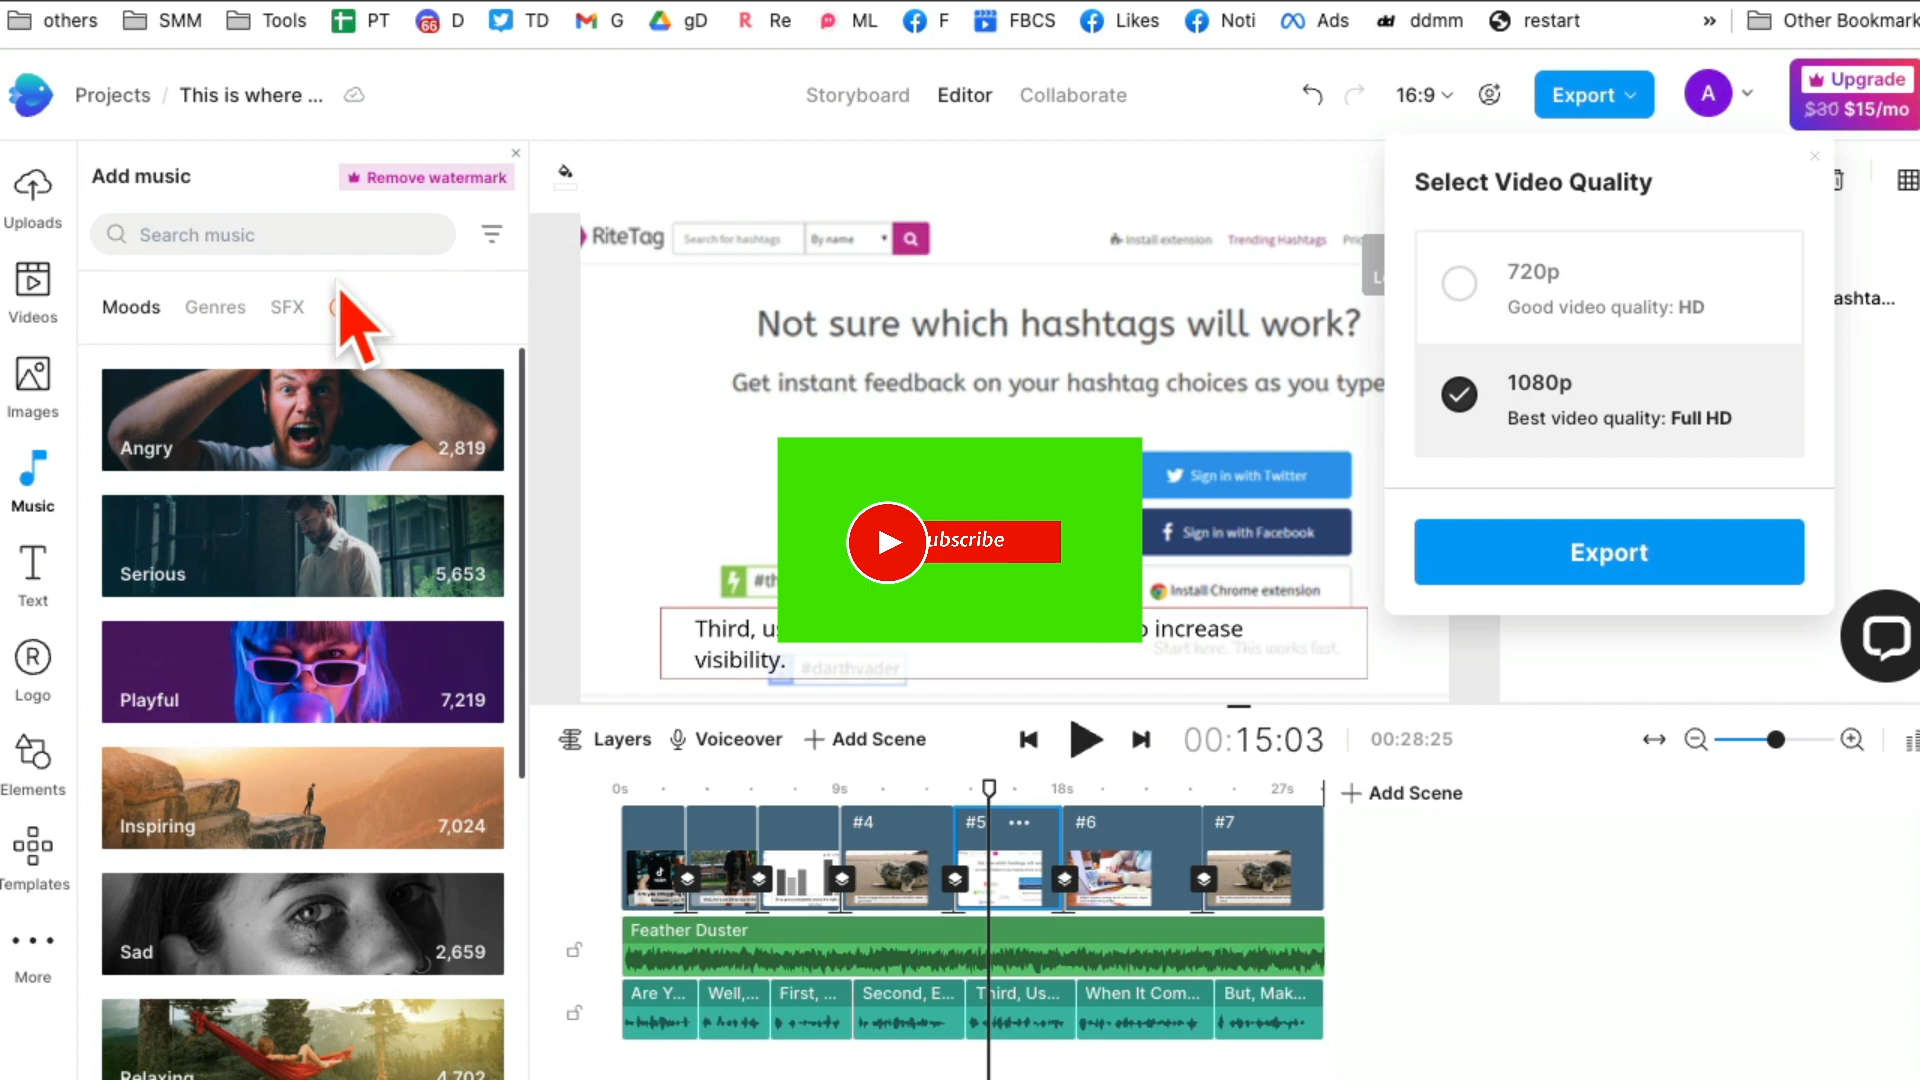 others SMM Tools PT 66 D TD G gD Re ML F FBCS Likes Noti Ads ddmm restart » Other Bookmark
Projects / This is where ...
Storyboard Editor Collaborate
16:9 Export A
Upgrade
$30 $15/mo
Uploads
Videos
Images
Music
Text
Logo
Elements
Templates
More
Add music
Remove watermark
Search music
Moods Genres SFX
Angry 2,819
Serious 5,653
Playful 7,219
Inspiring 7,024
Sad 2,659
Relaxing 4,702
RiteTag Search for hashtags By name
Install extension Trending Hashtags
Not sure which hashtags will work?
Get instant feedback on your hashtag choices as you type
Sign in with Twitter
Sign in with Facebook
Install Chrome extension
Start here. This works fast.
ubscribe
Third, increase
visibility.
#darthvader
Select Video Quality
720p
Good video quality: HD
1080p
Best video quality: Full HD
Export
ashta...
Layers Voiceover + Add Scene 00:15:03 00:28:25
0s 9s 18s 27s
+ Add Scene
#4 #5 ••• #6 #7
Feather Duster
Are Y... Well,... First, ... Second, E... Third, Us... When It Com... But, Mak...